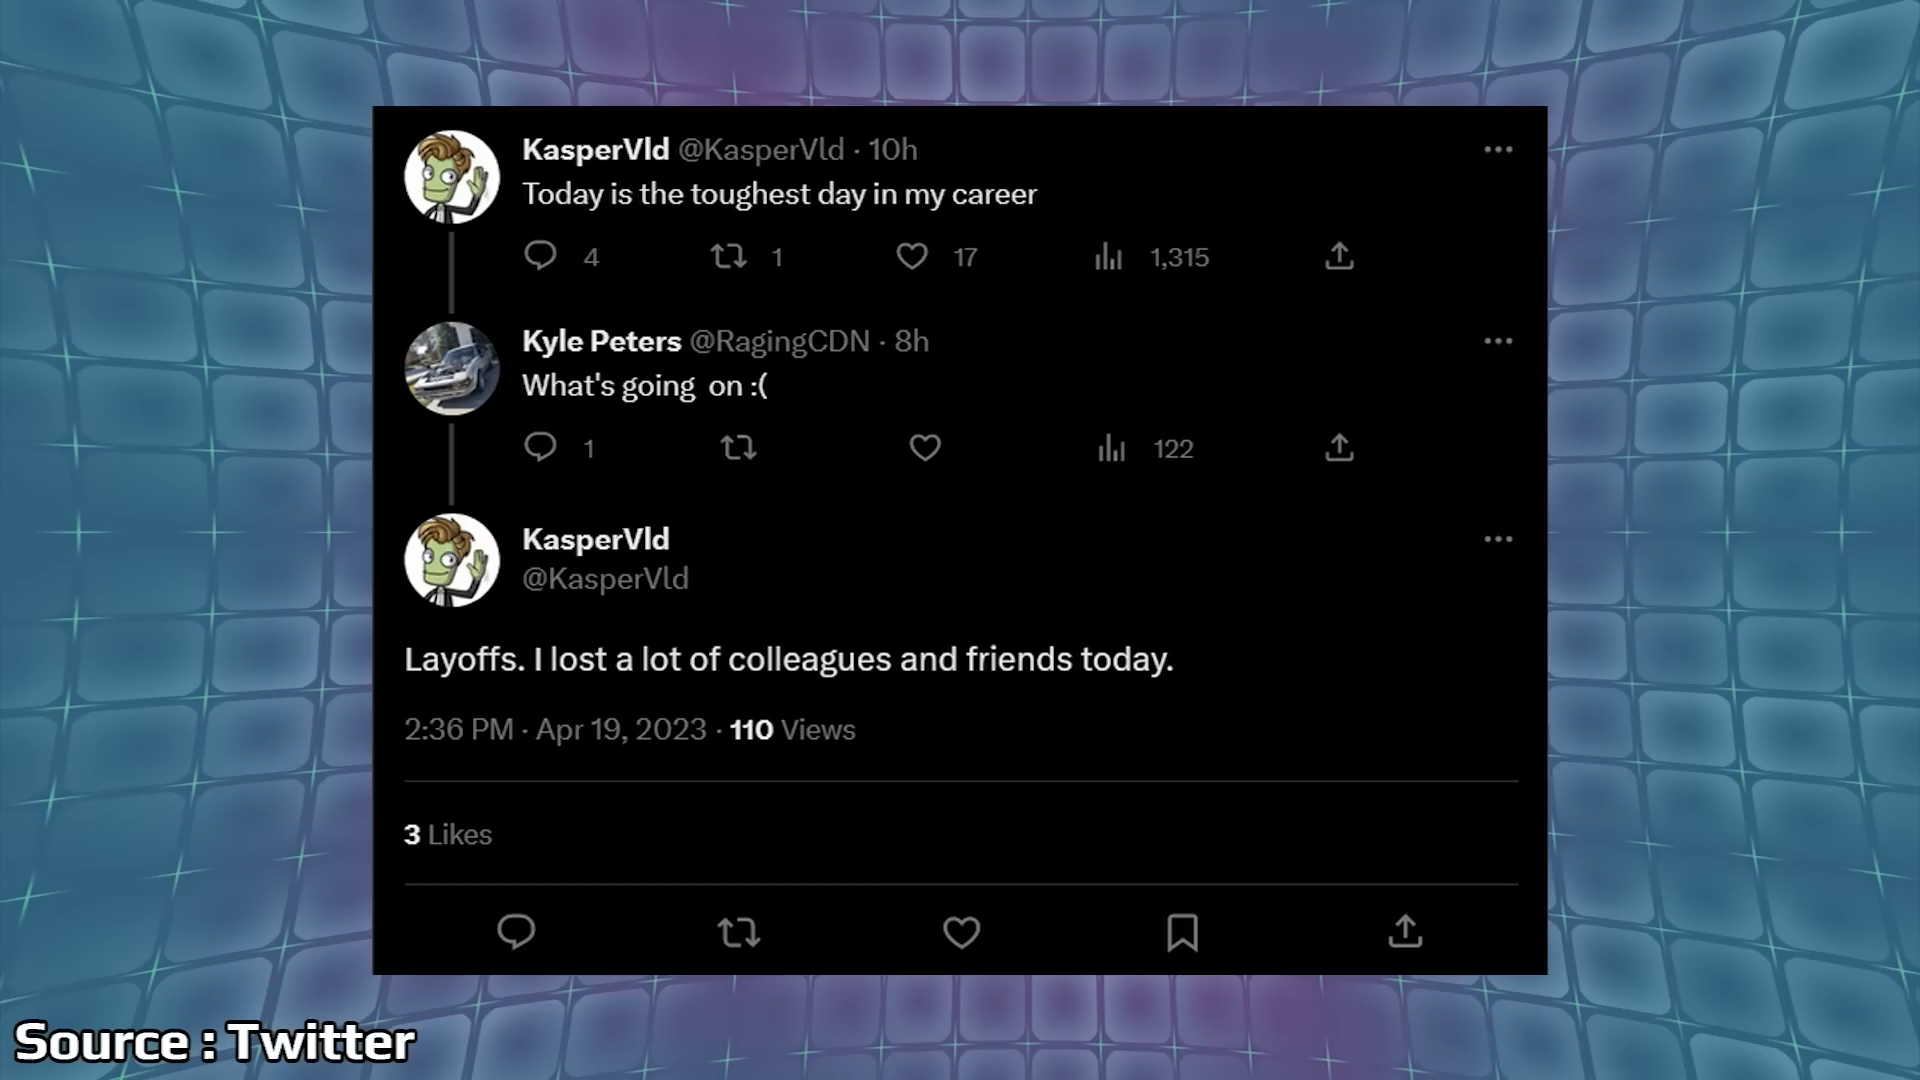 KasperVld @KasperVld · 10h
Today is the toughest day in my career
4 1 17 1,315
Kyle Peters @RagingCDN · 8h
What's going  on :(
1 122
KasperVld
@KasperVld
Layoffs. I lost a lot of colleagues and friends today.
2:36 PM · Apr 19, 2023 · 110 Views
3 Likes
Source : Twitter